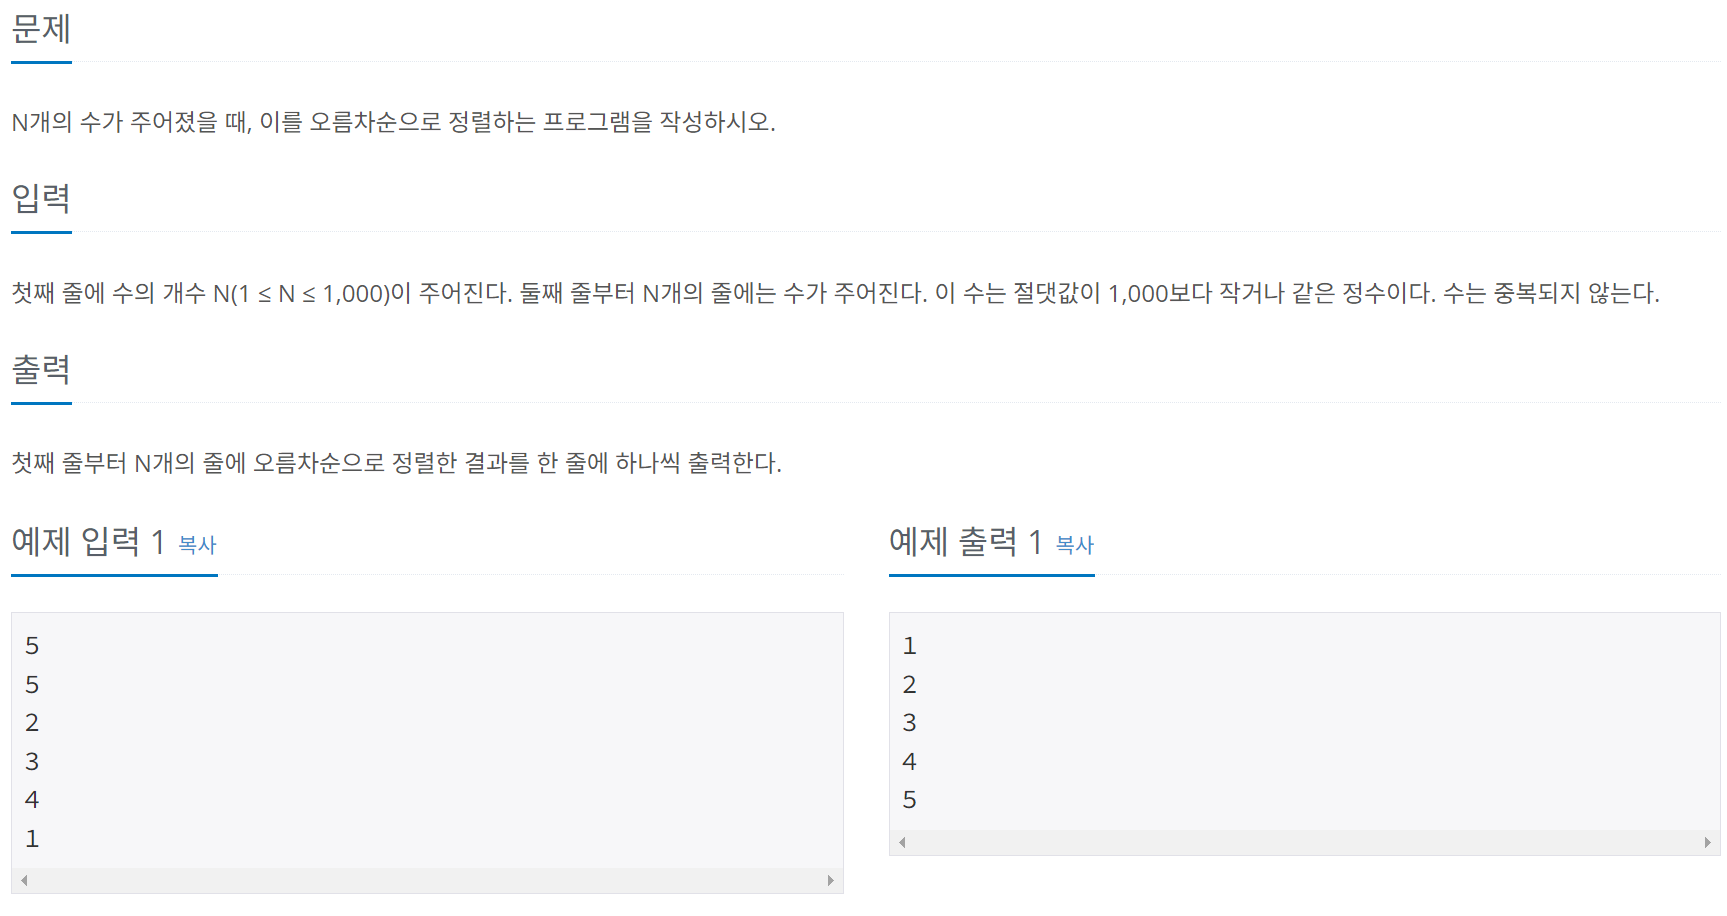 문제
N개의 수가 주어졌을 때, 이를 오름차순으로 정렬하는 프로그램을 작성하시오.
입력
첫째 줄에 수의 개수 N(1 ≤ N ≤ 1,000)이 주어진다. 둘째 줄부터 N개의 줄에는 수가 주어진다. 이 수는 절댓값이 1,000보다 작거나 같은 정수이다. 수는 중복되지 않는다.
출력
첫째 줄부터 N개의 줄에 오름차순으로 정렬한 결과를 한 줄에 하나씩 출력한다.
예제 입력 1 복사
5
5
2
3
4
1
예제 출력 1 복사
1
2
3
4
5